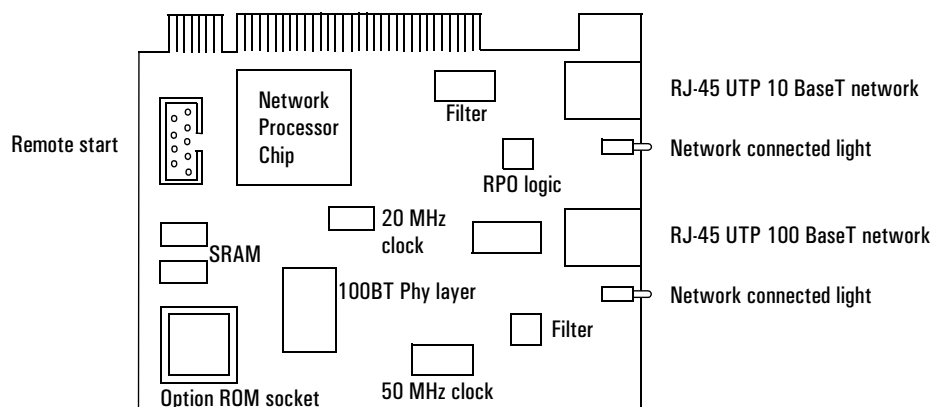 Network
Processor
Chip
Filter
RJ-45 UTP 10 BaseT network
Remote start
Network connected light
RPO logic
20 MHz
clock
RJ-45 UTP 100 BaseT network
SRAM
100BT Phy layer
Network connected light
Filter
Option ROM socket
50 MHz clock